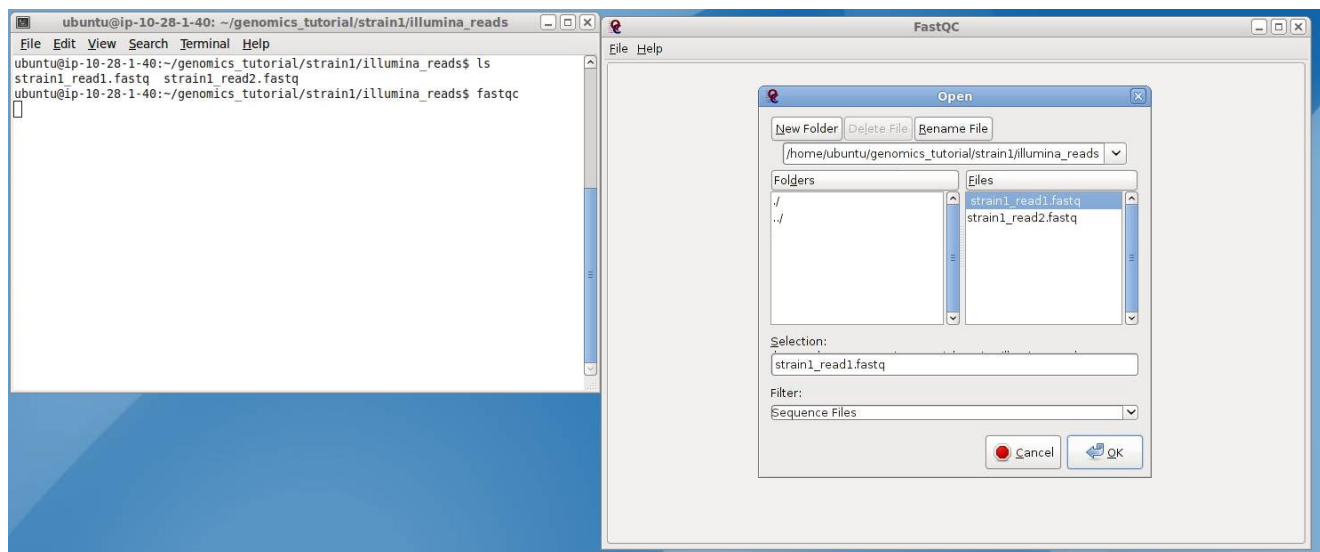 ubuntu@ip-10-28-1-40: ~/genomics_tutorial/strain1/illumina_reads
File Edit View Search Terminal Help
ubuntu@ip-10-28-1-40:~/genomics_tutorial/strain1/illumina_reads$ ls
strain1_read1.fastq strain1_read2.fastq
ubuntu@ip-10-28-1-40:~/genomics_tutorial/strain1/illumina_reads$ fastqc
FastQC
File Help
Open
New Folder Delete File Rename File
/home/ubuntu/genomics_tutorial/strain1/illumina_reads
Folders Files
./ strain1_read1.fastq
../ strain1_read2.fastq
Selection:
strain1_read1.fastq
Filter:
Sequence Files
Cancel OK